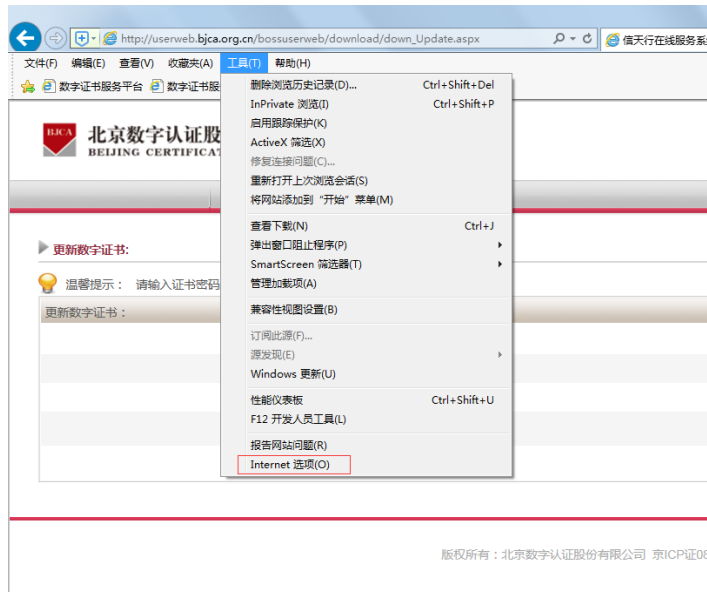 http://userweb.bjca.org.cn/bossuserweb/download/down_Update.aspx
信天行在线服务系
文件(F) 编辑(E) 查看(V) 收藏夹(A) 工具(T) 帮助(H)
数字证书服务平台 数字证书服
删除浏览历史记录(D)... Ctrl+Shift+Del
InPrivate 浏览(I) Ctrl+Shift+P
启用跟踪保护(K)
ActiveX 筛选(X)
修复连接问题(C)...
重新打开上次浏览会话(S)
将网站添加到“开始”菜单(M)
查看下载(N) Ctrl+J
弹出窗口阻止程序(P)
SmartScreen 筛选器(T)
管理加载项(A)
兼容性视图设置(B)
订阅此源(F)...
源发现(E)
Windows 更新(U)
性能仪表板 Ctrl+Shift+U
F12 开发人员工具(L)
报告网站问题(R)
Internet 选项(O)
BJCA
北京数字认证股
BEIJING CERTIFICA
更新数字证书:
温馨提示： 请输入证书密码
更新数字证书：
版权所有：北京数字认证股份有限公司 京ICP证08